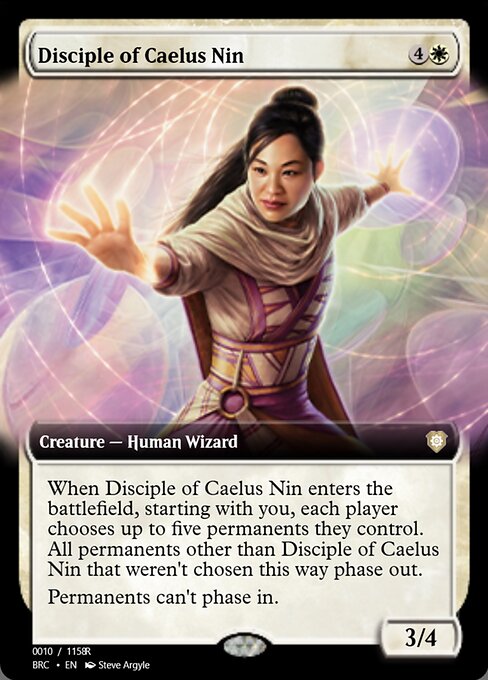 Disciple of Caelus Nin 4
Creature — Human Wizard
When Disciple of Caelus Nin enters the
battlefield, starting with you, each player
chooses up to five permanents they control.
All permanents other than Disciple of Caelus
Nin that weren't chosen this way phase out.
Permanents can't phase in.
3/4
0010 / 1158R
BRC • EN Steve Argyle